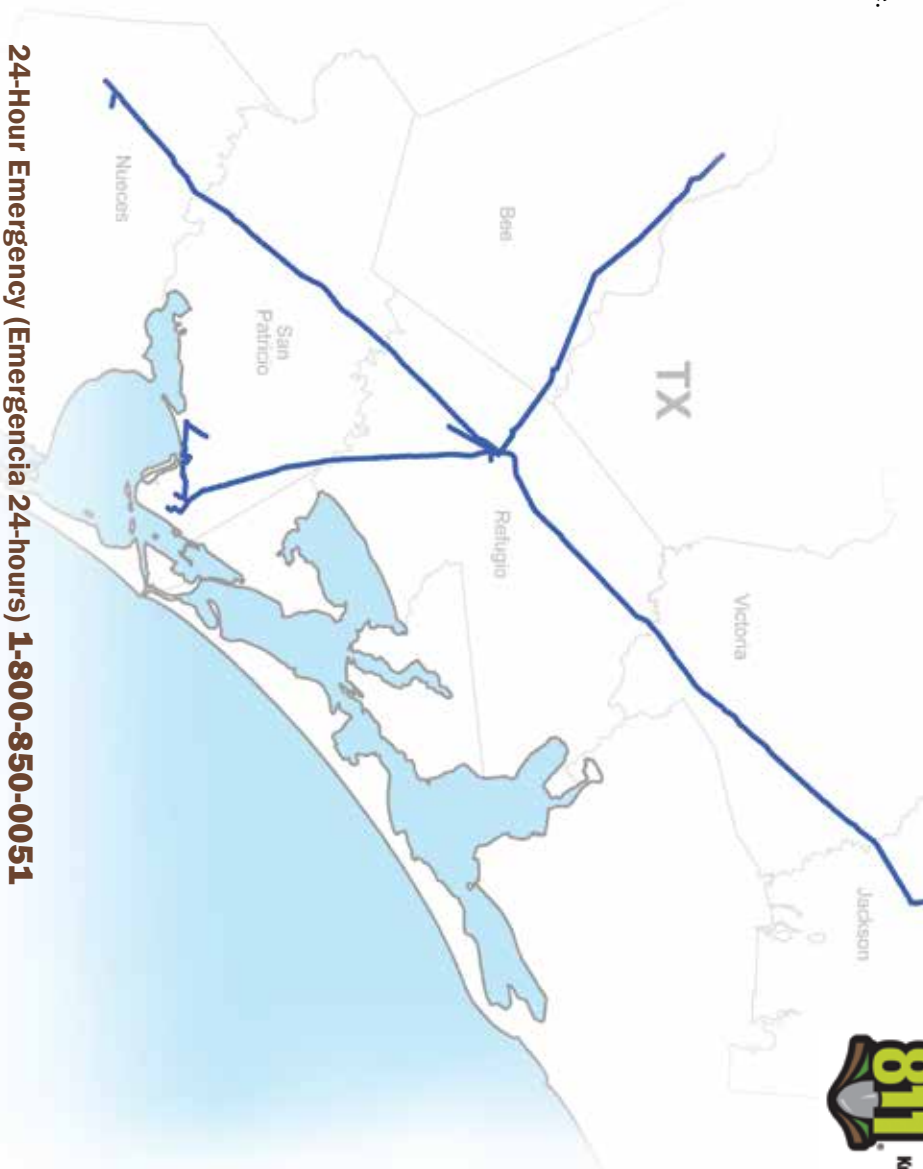 811
Jackson
Victoria
TX
Bee
Refugio
San
Patricio
Nueces
24-Hour Emergency (Emergencia 24-hours) 1-800-850-0051